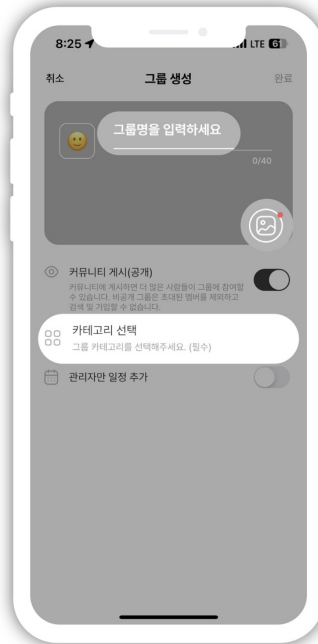 8:25
LTE 61
취소
그룹 생성
완료
그룹명을 입력하세요
0/40
커뮤니티 게시(공개)
커뮤니티에 게시하면 더 많은 사람들이 그룹에 참여할
수 있습니다. 비공개 그룹은 초대된 멤버를 제외하고
검색 및 가입할 수 없습니다.
카테고리 선택
그룹 카테고리를 선택해주세요. (필수)
관리자만 일정 추가